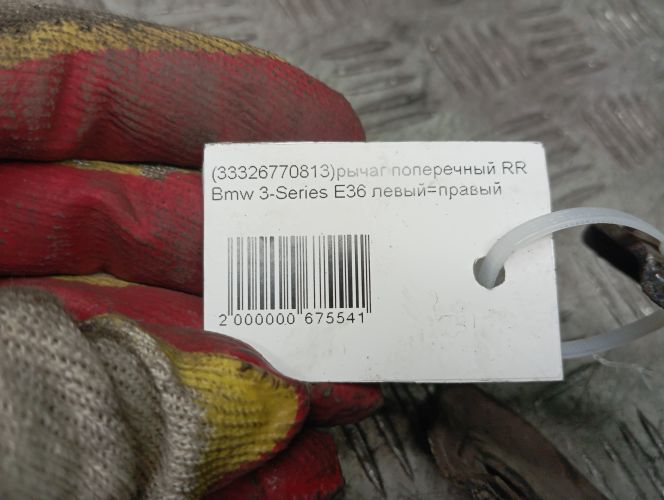 (33326770813)рычаг поперечный RR
Bmw 3-Series E36 левый=правый
2 000000 675541